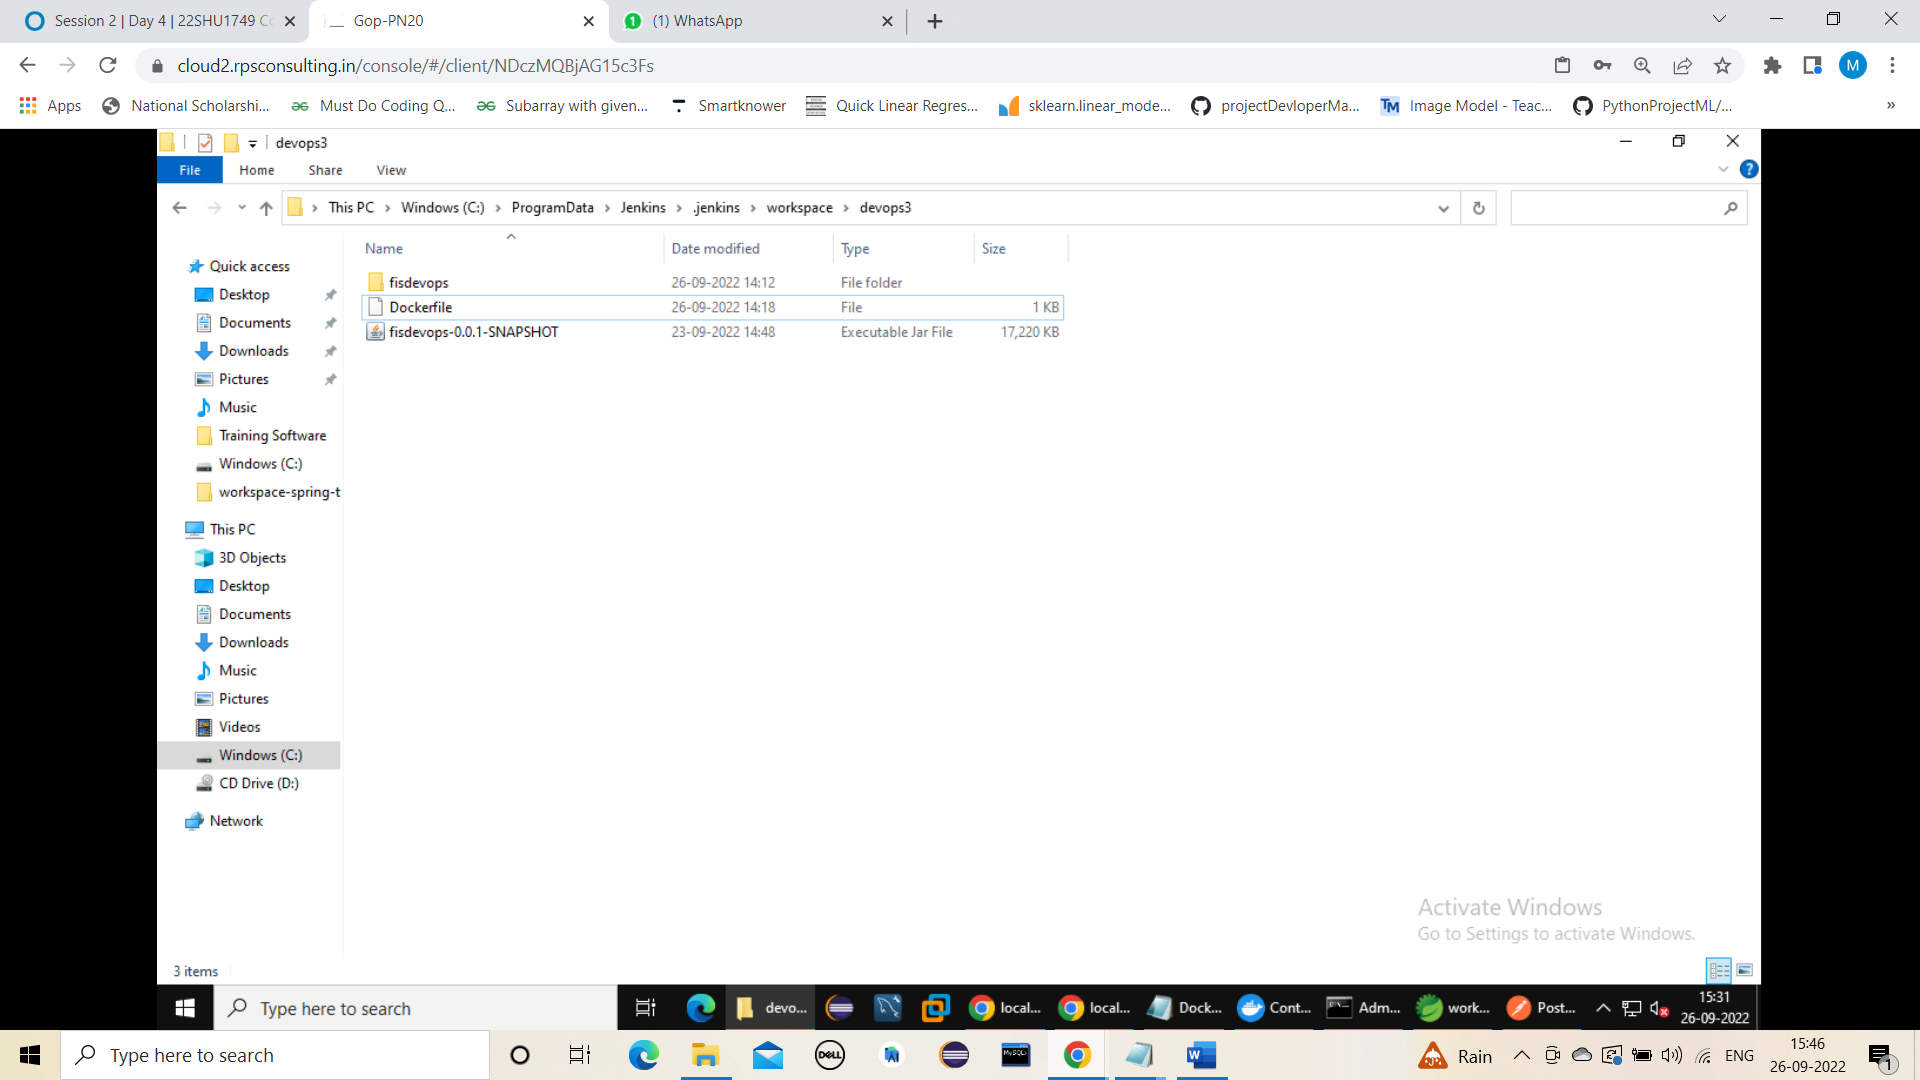 Session 2 | Day 4 | 22SHU1749 Co
Gop-PN20
(1) WhatsApp
cloud2.rpsconsulting.in/console/#/client/NDczMQBjAG15c3Fs
M
Apps
National Scholarshi...
Must Do Coding Q...
Subarray with given...
Smartknower
Quick Linear Regres...
sklearn.linear_mode...
projectDevloperMa...
TM
Image Model - Teac...
PythonProjectML/...
»
devops3
File
Home
Share
View
This PC
Windows (C:)
ProgramData
Jenkins
.jenkins
workspace
devops3
Name
Date modified
Type
Size
fisdevops
26-09-2022 14:12
File folder
Dockerfile
26-09-2022 14:18
File
1 KB
fisdevops-0.0.1-SNAPSHOT
23-09-2022 14:48
Executable Jar File
17,220 KB
Quick access
Desktop
Documents
Downloads
Pictures
Music
Training Software
Windows (C:)
workspace-spring-t
This PC
3D Objects
Desktop
Documents
Downloads
Music
Pictures
Videos
Windows (C:)
CD Drive (D:)
Network
Activate Windows
Go to Settings to activate Windows.
3 items
Type here to search
devo...
local...
local...
Dock...
Cont...
Adm...
work...
Post...
15:31
26-09-2022
Type here to search
DELL
MySQL
W
Rain
ENG
15:46
26-09-2022
1